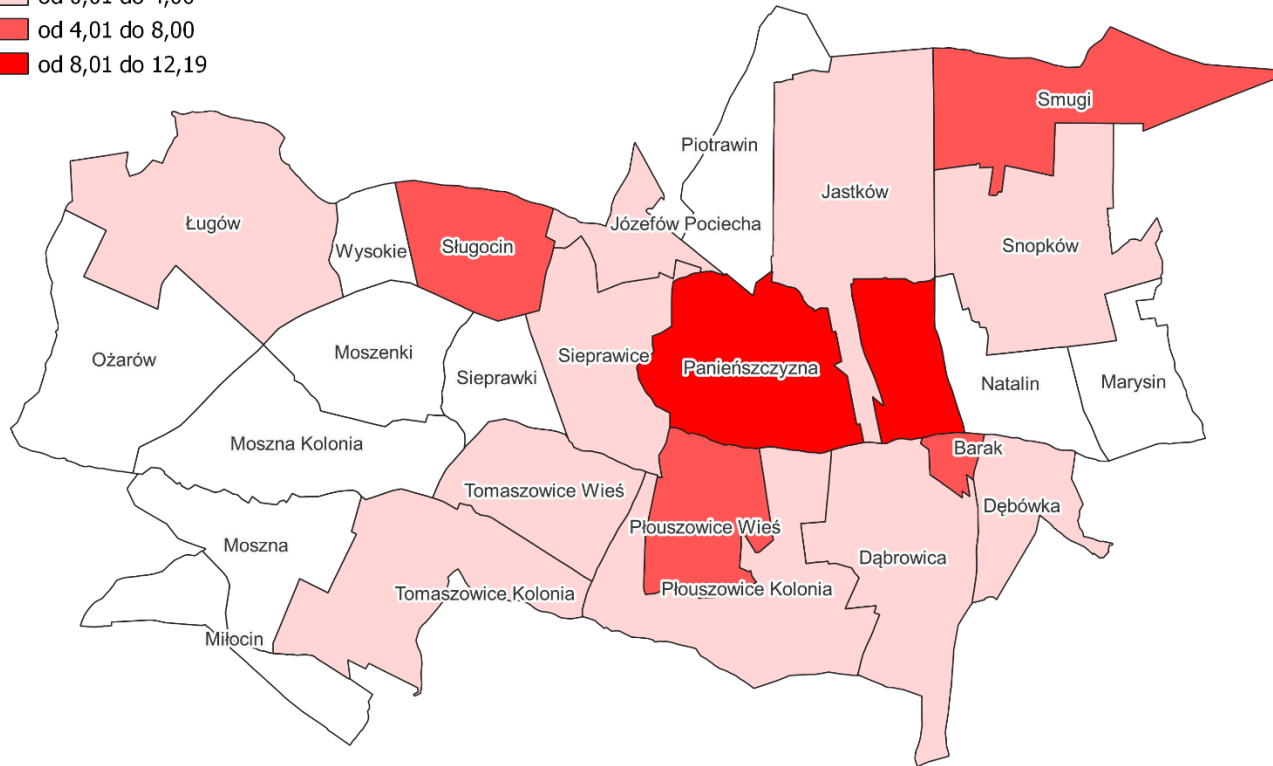 od 4,01 do 8,00
od 8,01 do 12,19
Smugi
Piotrawin
Jastków
Ługów
Józefów Pociecha
Wysokie
Sługocin
Snopków
Ożarów
Moszenki
Sieprawice
Sieprawki
Panieńszczyzna
Natalin
Marysin
Moszna Kolonia
Barak
Tomaszowice Wieś
Dębówka
Płouszowice Wieś
Moszna
Dąbrowica
Tomaszowice Kolonia
Płouszowice Kolonia
Miłocin